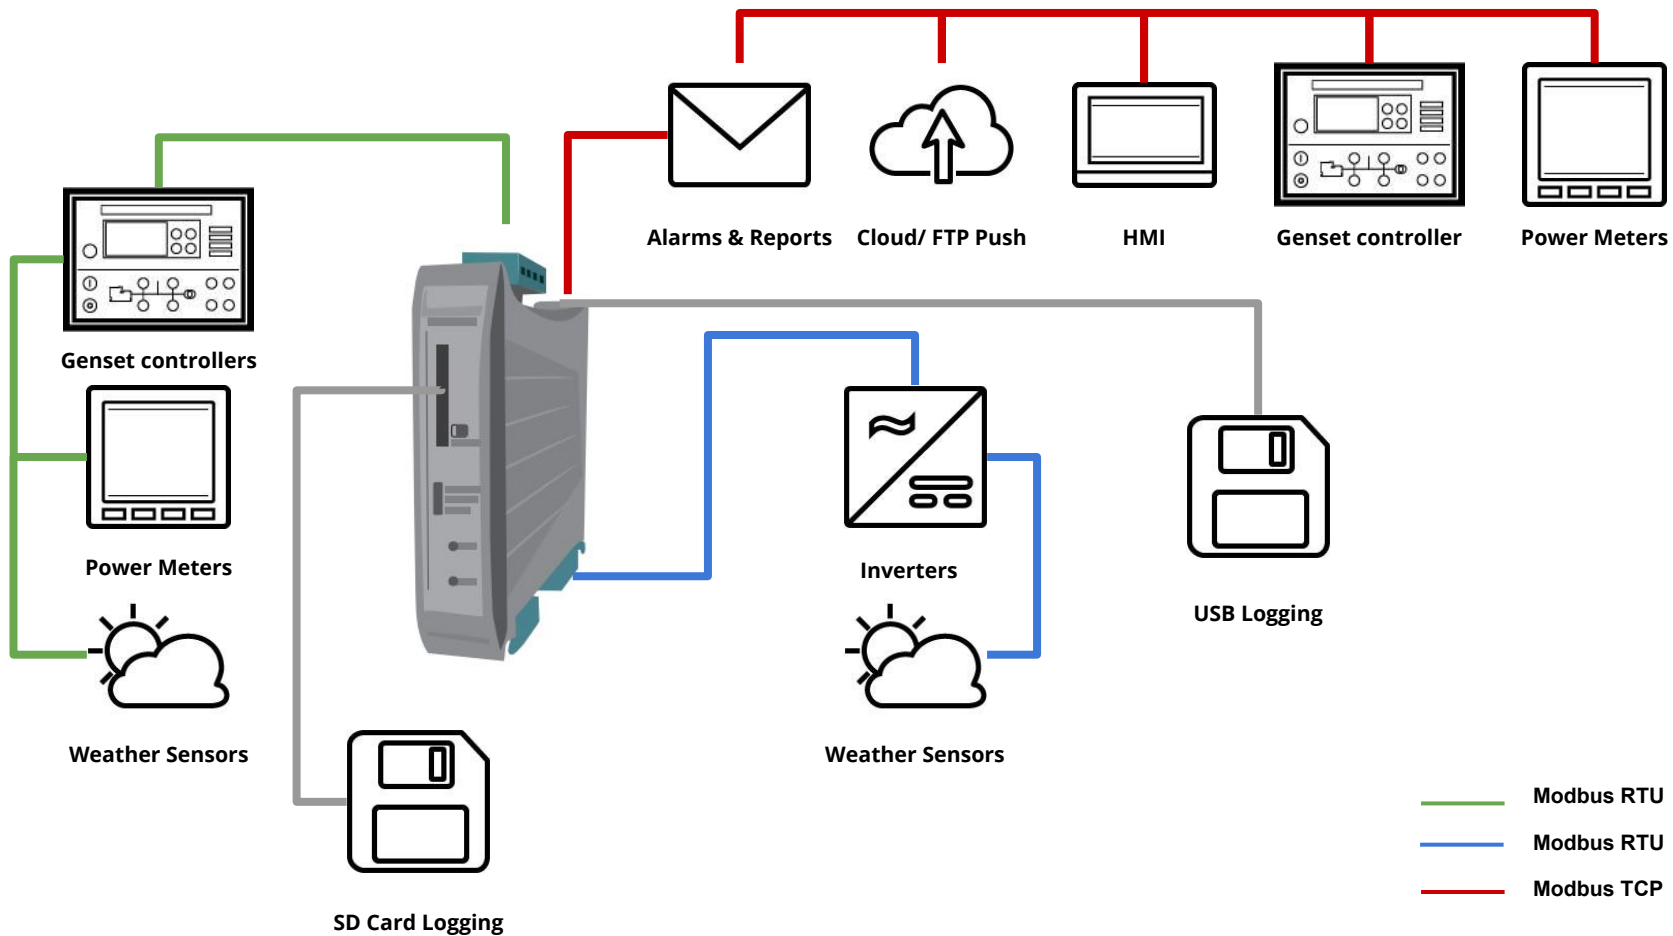 Alarms & Reports
Cloud/ FTP Push
HMI
Genset controller
Power Meters
Genset controllers
Power Meters
Inverters
USB Logging
Weather Sensors
Weather Sensors
Modbus RTU
Modbus RTU
Modbus TCP
SD Card Logging